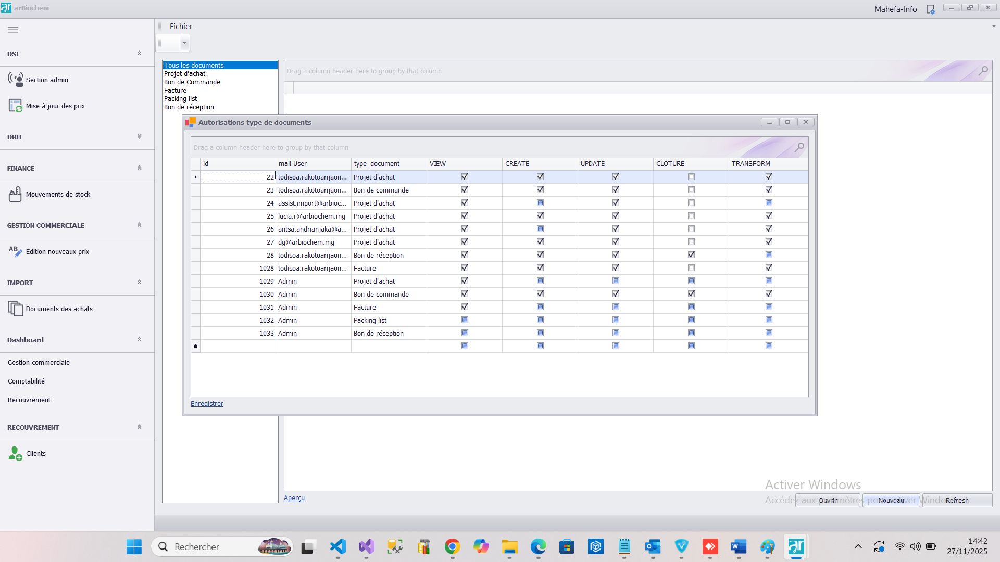 arBiochem
Mahefa-Info
Fichier
DSI
Section admin
Mise à jour des prix
DRH
FINANCE
Mouvements de stock
GESTION COMMERCIALE
Edition nouveaux prix
IMPORT
Documents des achats
Dashboard
Gestion commerciale
Comptabilité
Recouvrement
RECOUVREMENT
Clients
Tous les documents
Projet d'achat
Bon de Commande
Facture
Packing list
Bon de réception
Drag a column header here to group by that column
Autorisations type de documents
Drag a column header here to group by that column
id mail User type_document VIEW CREATE UPDATE CLOTURE TRANSFORM
22 todisoa.rakotoarijaon... Projet d'achat
23 todisoa.rakotoarijaon... Bon de commande
24 assist.import@arbioc... Projet d'achat
25 lucia.r@arbiochem.mg Projet d'achat
26 antsa.andrianjaka@a... Projet d'achat
27 dg@arbiochem.mg Projet d'achat
28 todisoa.rakotoarijaon... Bon de réception
1028 todisoa.rakotoarijaon... Facture
1029 Admin Projet d'achat
1030 Admin Bon de commande
1031 Admin Facture
1032 Admin Packing list
1033 Admin Bon de réception
Enregistrer
Aperçu
Activer Windows
Accédez aux paramètres pour activer Windows.
Ouvrir Nouveau Refresh
Rechercher
14:42
27/11/2025